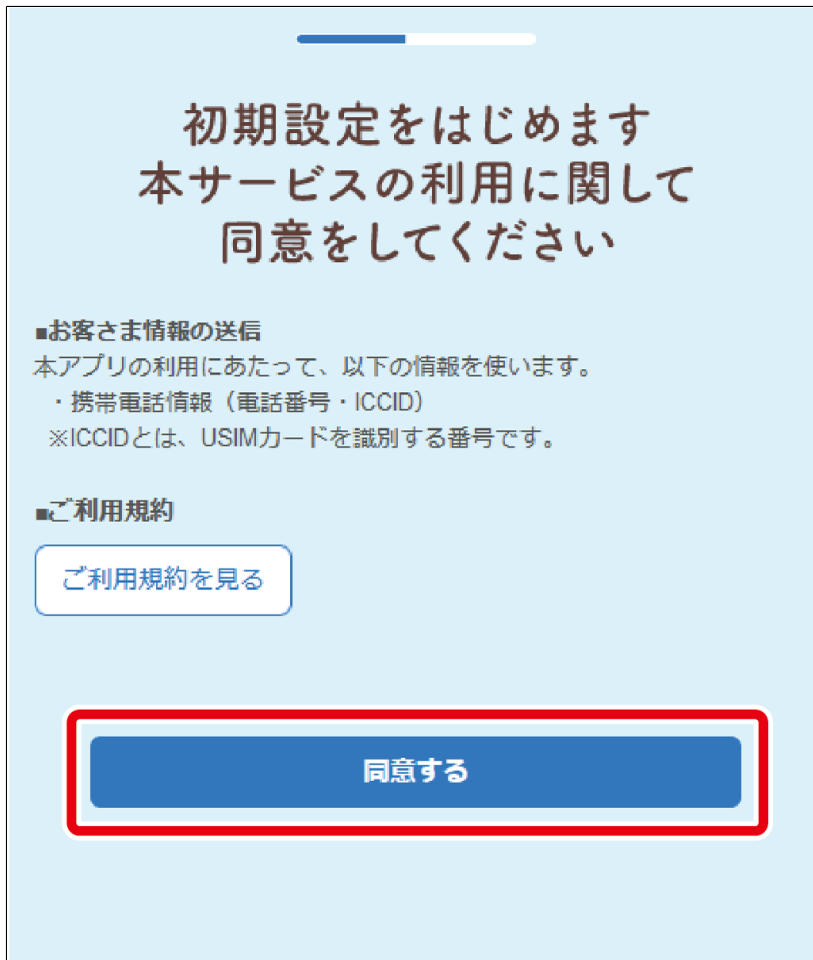 初期設定をはじめます
本サービスの利用に関して
同意をしてください
■お客さま情報の送信
本アプリの利用にあたって、以下の情報を使います。
・携帯電話情報（電話番号・ICCID）
※ICCIDとは、USIMカードを識別する番号です。
■ご利用規約
ご利用規約を見る
同意する